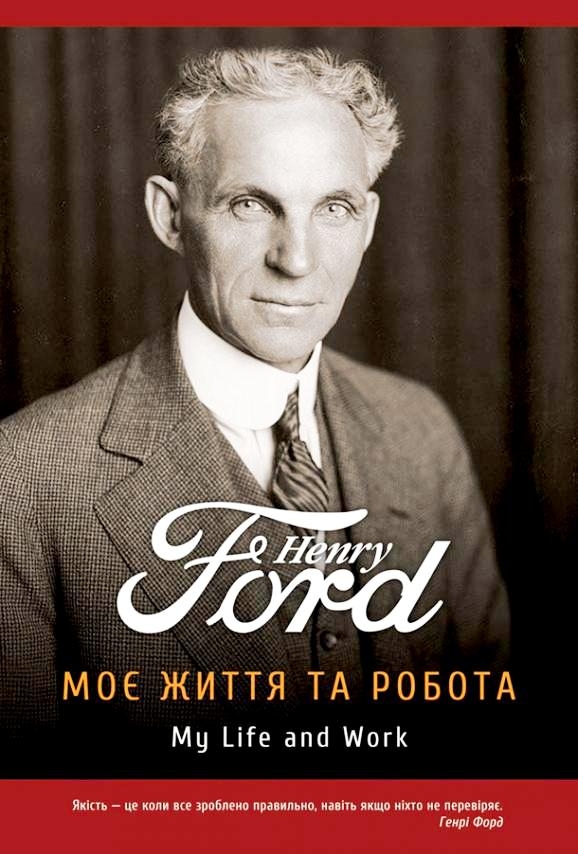 Henry
Ford
МОЄ ЖИТТЯ ТА РОБОТА
My Life and Work
Якість — це коли все зроблено правильно, навіть якщо ніхто не перевіряє.
Генрі Форд